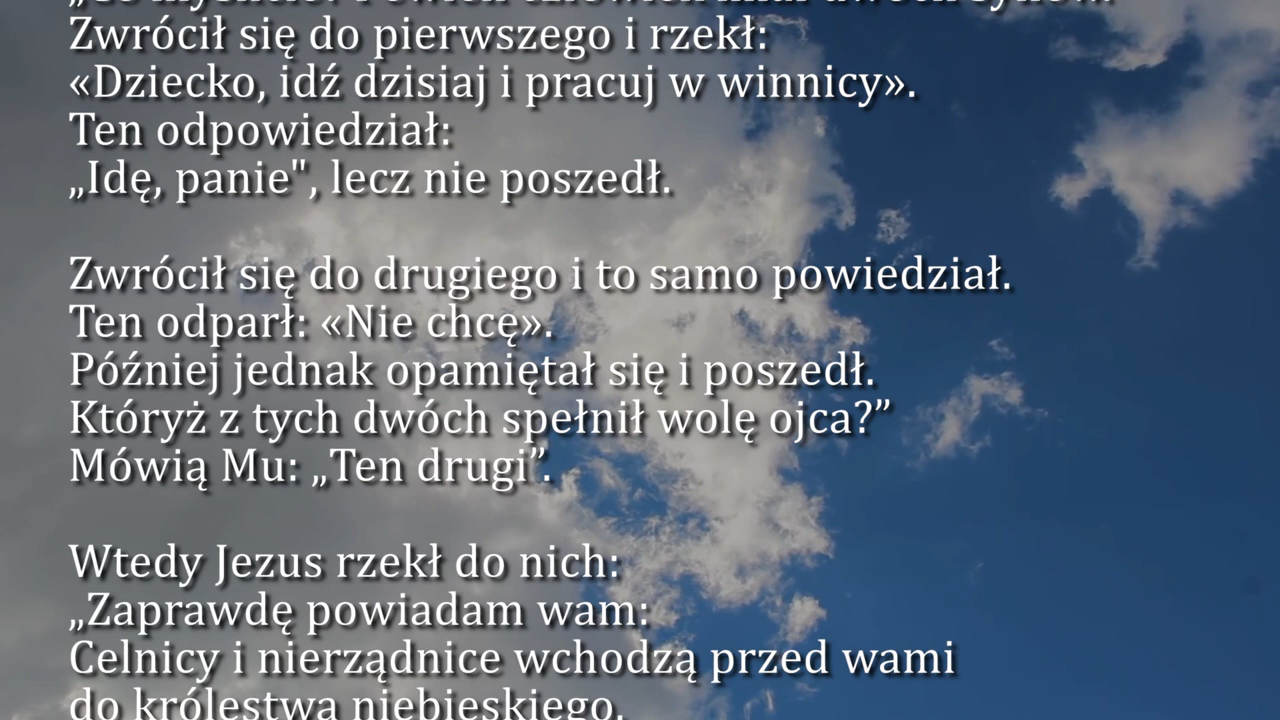 Zwrócił się do pierwszego i rzekł:
«Dziecko, idź dzisiaj i pracuj w winnicy».
Ten odpowiedział:
„Idę, panie", lecz nie poszedł.
Zwrócił się do drugiego i to samo powiedział.
Ten odparł: «Nie chcę».
Później jednak opamiętał się i poszedł.
Któryż z tych dwóch spełnił wolę ojca?”
Mówią Mu: „Ten drugi”.
Wtedy Jezus rzekł do nich:
„Zaprawdę powiadam wam:
Celnicy i nierządnice wchodzą przed wami
do królestwa niebieskiego.